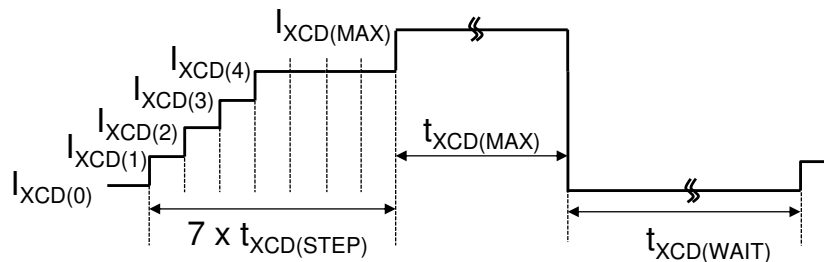 I_XCD(MAX)
I_XCD(4)
I_XCD(3)
I_XCD(2)
I_XCD(1)
I_XCD(0)
t_XCD(MAX)
7 x t_XCD(STEP)
t_XCD(WAIT)